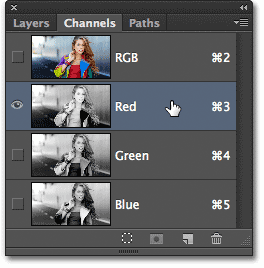 Layers Channels Paths
RGB ⌘2
Red ⌘3
Green ⌘4
Blue ⌘5